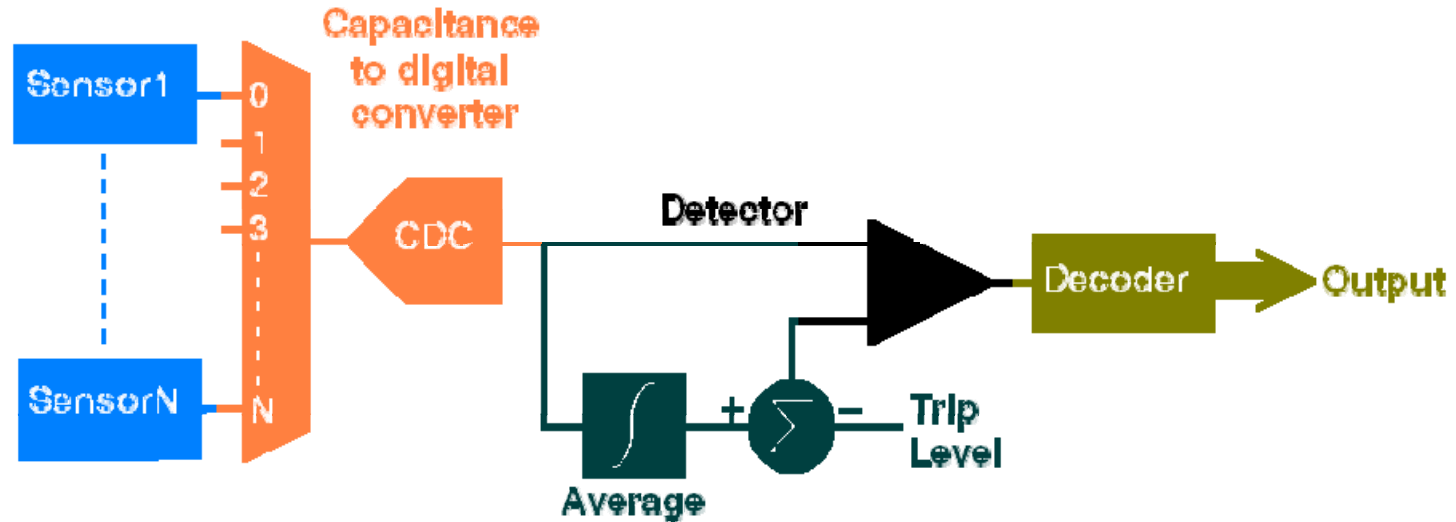 Capacitance
to digital
converter
Sensor1
0
1
2
3
N
SensorN
CDC
Detector
Decoder
Output
+
−
Trip
Level
Average